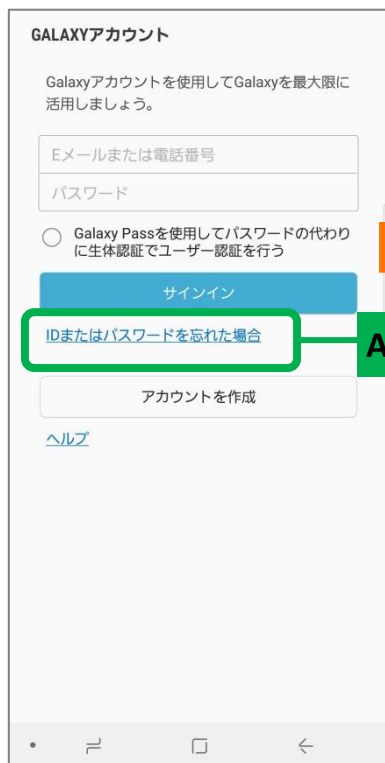 GALAXYアカウント
Galaxyアカウントを使用してGalaxyを最大限に
活用しましょう。
Eメールまたは電話番号
パスワード
Galaxy Passを使用してパスワードの代わり
に生体認証でユーザー認証を行う
サインイン
IDまたはパスワードを忘れた場合
A
アカウントを作成
ヘルプ